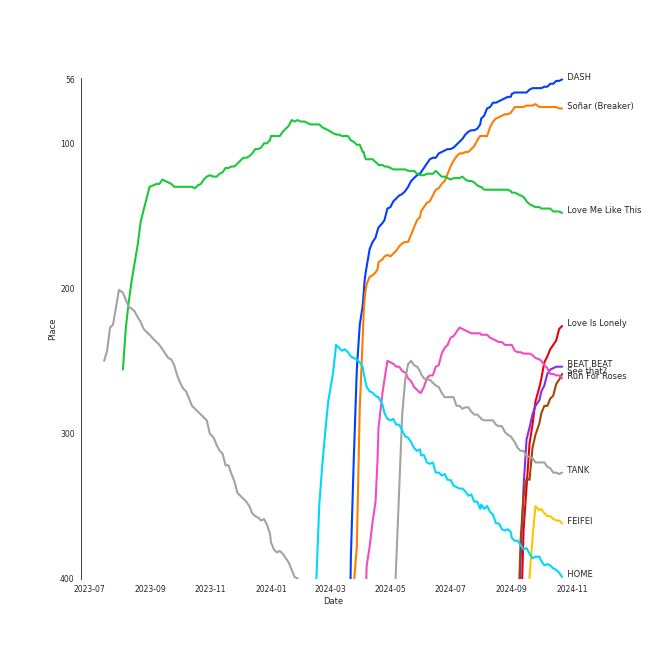 56
DASH
Soñar (Breaker)
100
Love Me Like This
200
Place
Love Is Lonely
BEAT BEAT
See that?
Run For Roses
300
TANK
FEIFEI
400
HOME
2023-07 2023-09 2023-11 2024-01 2024-03 2024-05 2024-07 2024-09 2024-11
Date